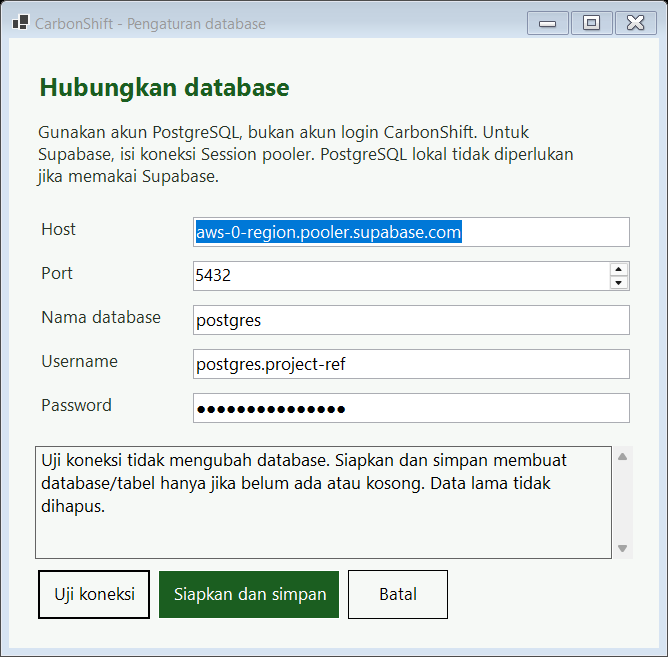 CarbonShift - Pengaturan database
Hubungkan database
Gunakan akun PostgreSQL, bukan akun login CarbonShift. Untuk
Supabase, isi koneksi Session pooler. PostgreSQL lokal tidak diperlukan
jika memakai Supabase.
Host
aws-0-region.pooler.supabase.com
Port
5432
Nama database
postgres
Username
postgres.project-ref
Password
●●●●●●●●●●●●●●●
Uji koneksi tidak mengubah database. Siapkan dan simpan membuat
database/tabel hanya jika belum ada atau kosong. Data lama tidak
dihapus.
Uji koneksi
Siapkan dan simpan
Batal